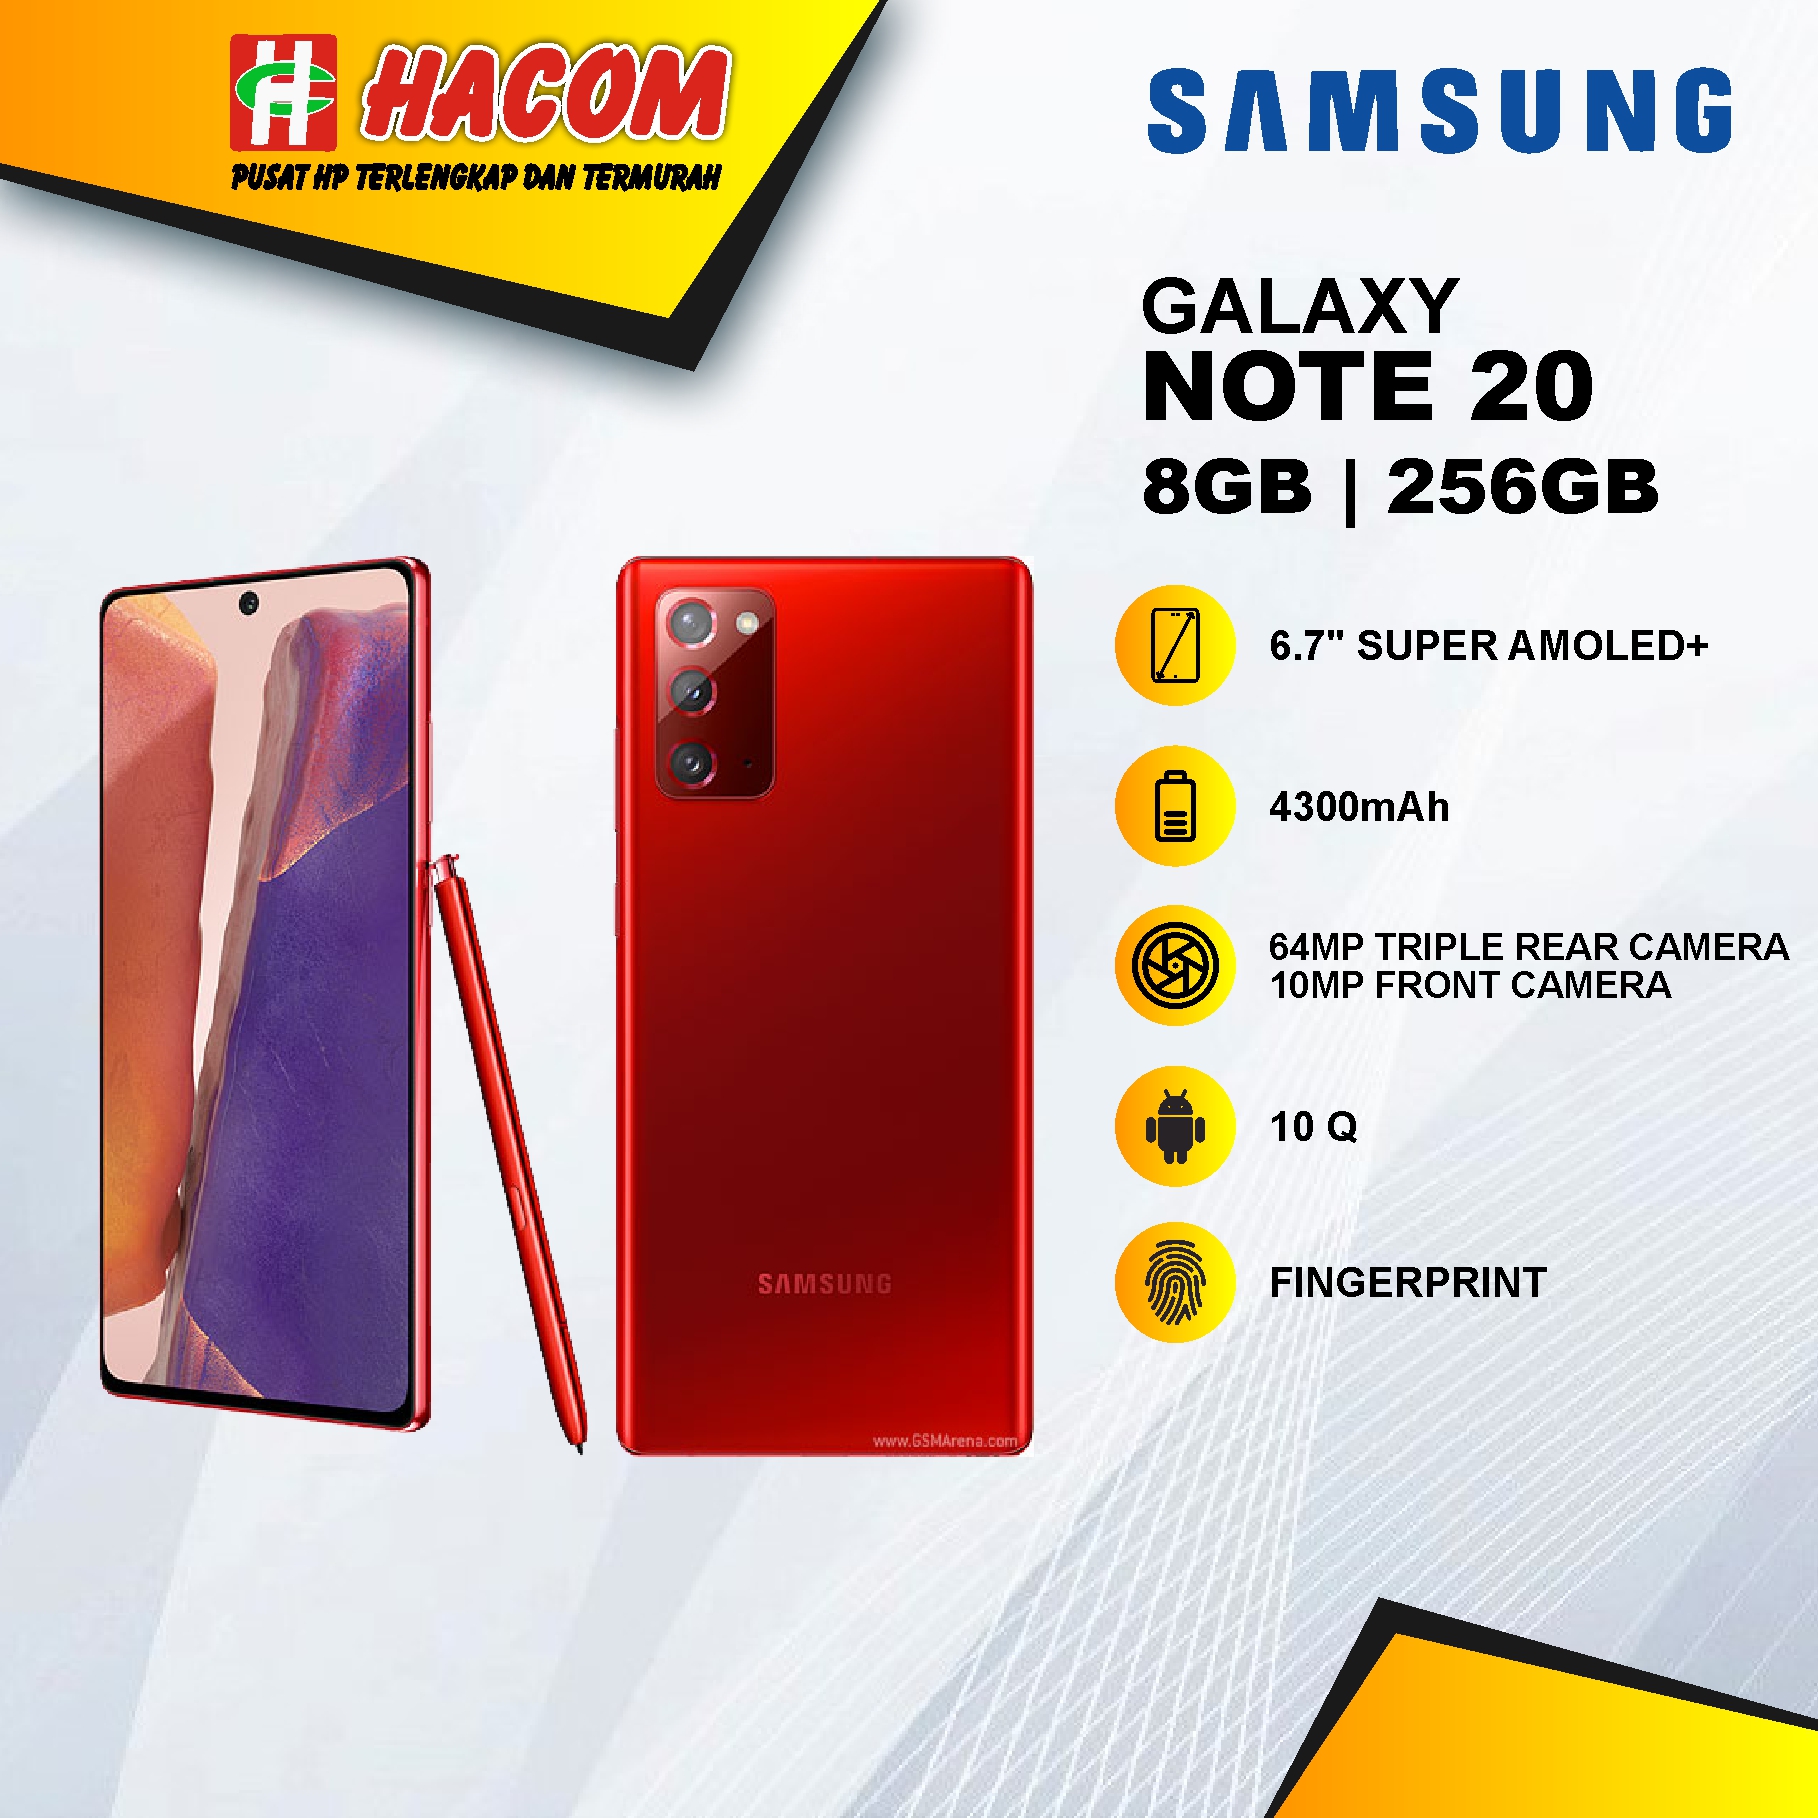 HACOM
PUSAT HP TERLENGKAP DAN TERMURAH
SAMSUNG
GALAXY
NOTE 20
8GB | 256GB
6.7" SUPER AMOLED+
4300mAh
64MP TRIPLE REAR CAMERA
10MP FRONT CAMERA
10 Q
FINGERPRINT
SAMSUNG
www.GSMArena.com